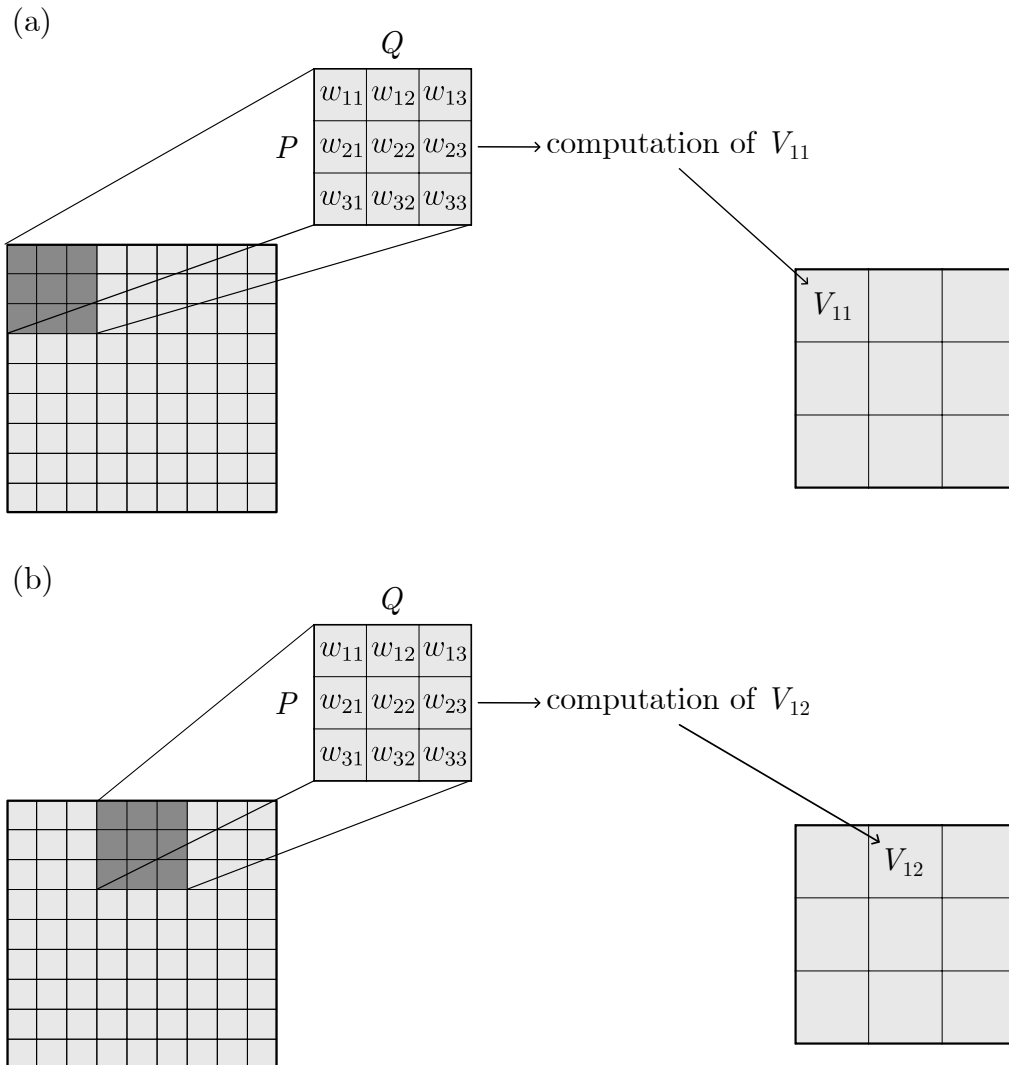 (a)
Q
w₁₁ w₁₂ w₁₃
P w₂₁ w₂₂ w₂₃ computation of V₁₁
w₃₁ w₃₂ w₃₃
V₁₁
(b)
Q
w₁₁ w₁₂ w₁₃
P w₂₁ w₂₂ w₂₃ computation of V₁₂
w₃₁ w₃₂ w₃₃
V₁₂